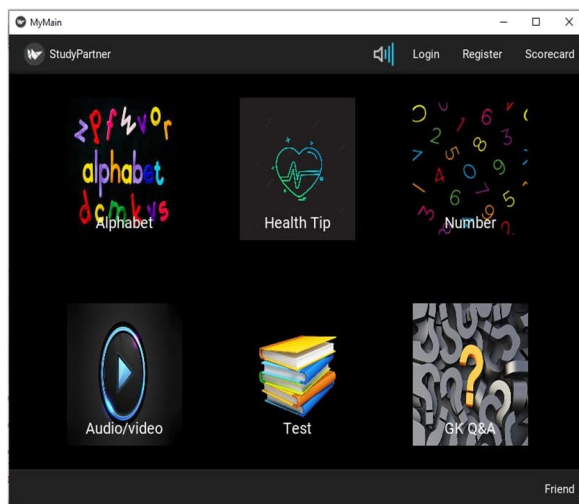 MyMain
StudyPartner Login Register Scorecard
z p f w v o r
alphabet
d c m k y s
Alphabet
Health Tip
Number
Audio/video
Test
GK Q&A
Friend